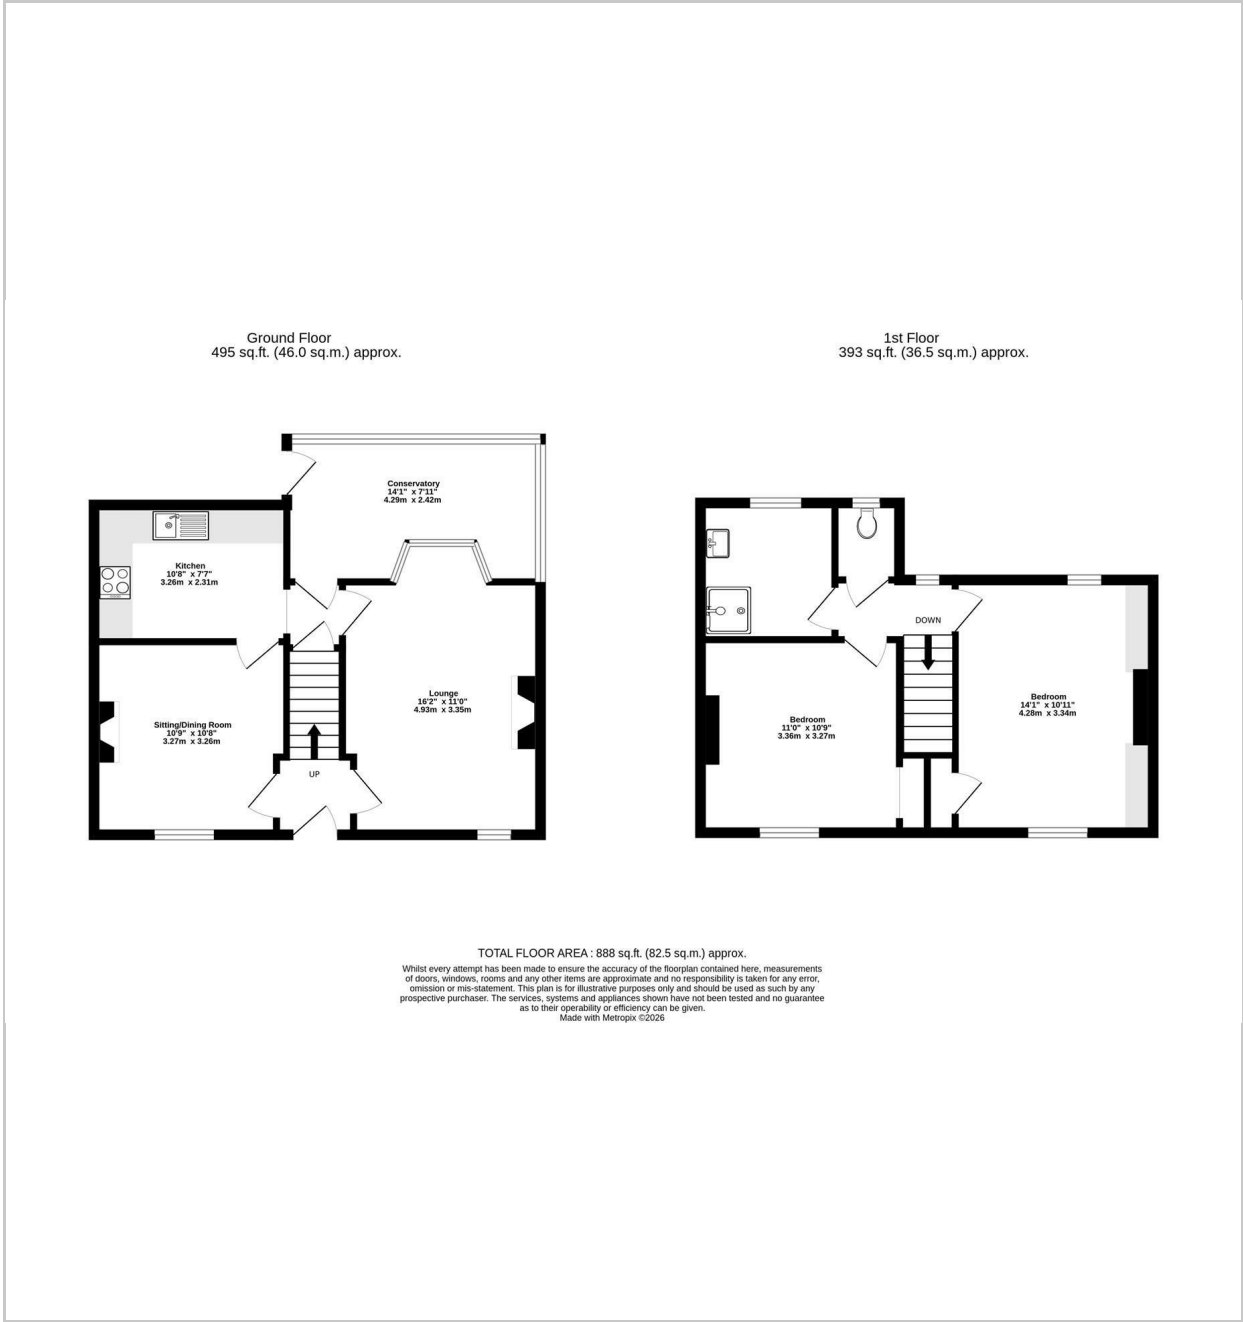 Ground Floor
495 sq.ft. (46.0 sq.m.) approx.
1st Floor
393 sq.ft. (36.5 sq.m.) approx.
Conservatory
14'1" x 7'11"
4.29m x 2.42m
Kitchen
10'8" x 7'7"
3.26m x 2.31m
Lounge
16'2" x 11'0"
4.93m x 3.35m
Sitting/Dining Room
10'9" x 10'8"
3.27m x 3.26m
UP
DOWN
Bedroom
14'1" x 10'11"
4.28m x 3.34m
Bedroom
11'0" x 10'9"
3.36m x 3.27m
TOTAL FLOOR AREA : 888 sq.ft. (82.5 sq.m.) approx.
Whilst every attempt has been made to ensure the accuracy of the floorplan contained here, measurements
of doors, windows, rooms and any other items are approximate and no responsibility is taken for any error,
omission or mis-statement. This plan is for illustrative purposes only and should be used as such by any
prospective purchaser. The services, systems and appliances shown have not been tested and no guarantee
as to their operability or efficiency can be given.
Made with Metropix ©2026